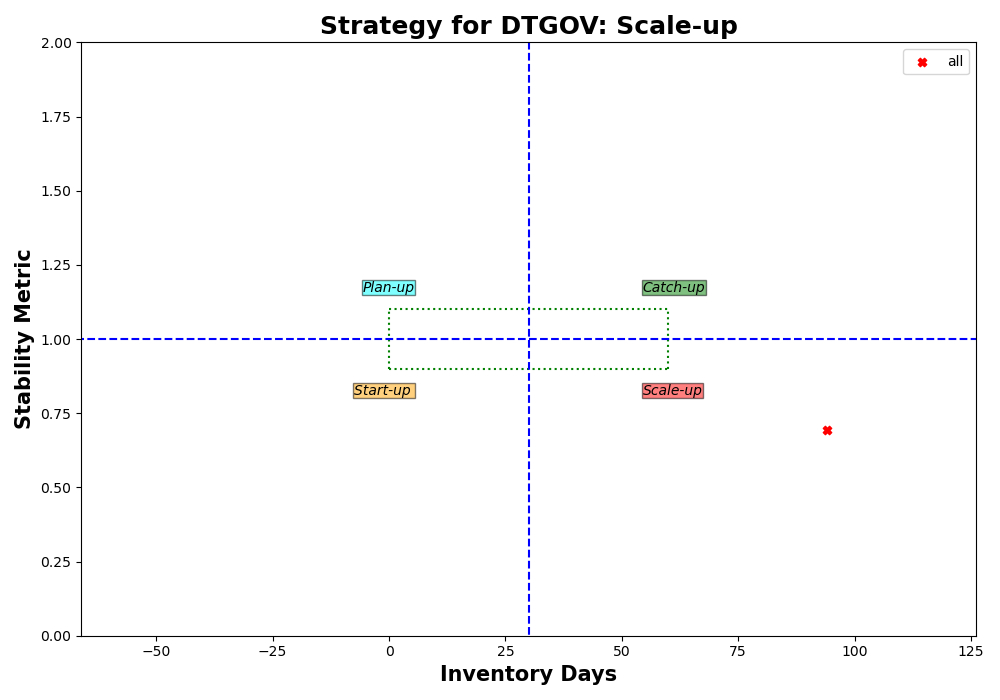 Strategy for DTGOV: Scale-up
all
2.00
1.75
1.50
1.25
1.00
0.75
0.50
0.25
0.00
Stability Metric
Plan-up
Catch-up
Start-up
Scale-up
−50
−25
0
25
50
75
100
125
Inventory Days